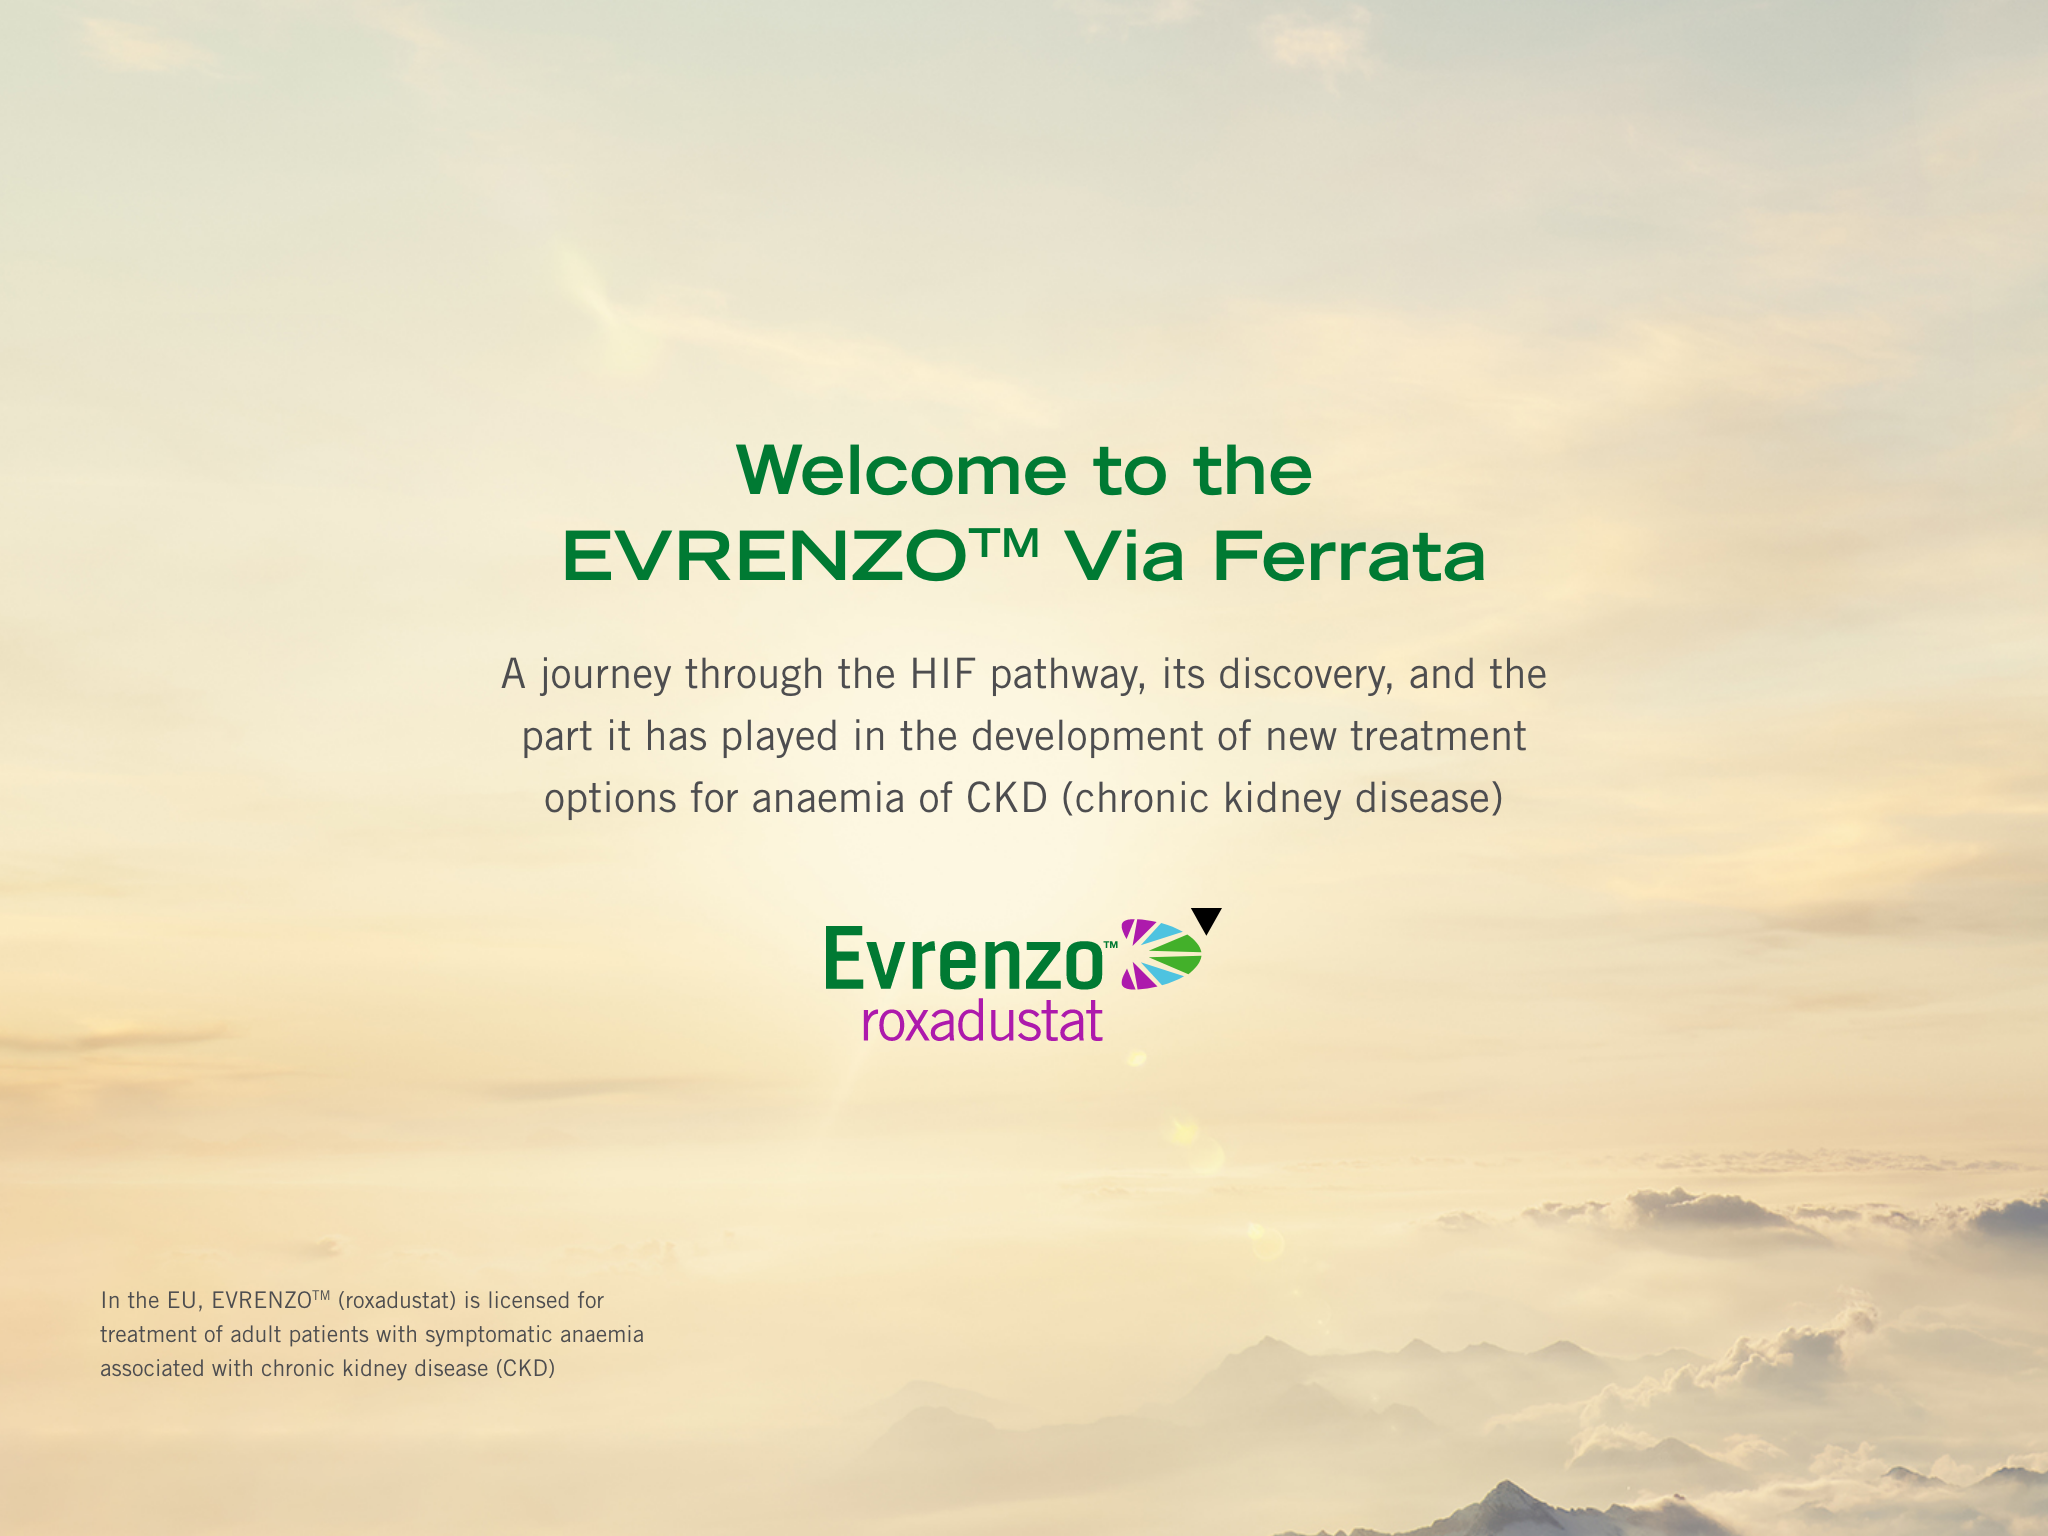 Welcome to the
EVRENZO™ Via Ferrata
A journey through the HIF pathway, its discovery, and the
part it has played in the development of new treatment
options for anaemia of CKD (chronic kidney disease)
Evrenzo™
roxadustat
In the EU, EVRENZO™ (roxadustat) is licensed for
treatment of adult patients with symptomatic anaemia
associated with chronic kidney disease (CKD)